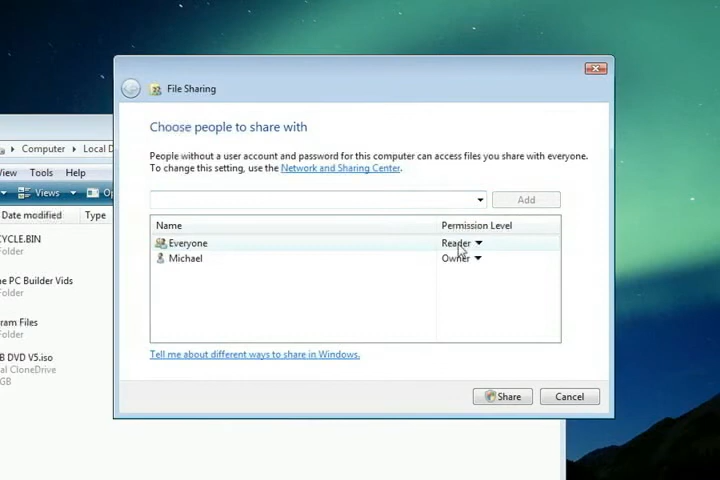 File Sharing
Choose people to share with
People without a user account and password for this computer can access files you share with everyone.
To change this setting, use the Network and Sharing Center.
Add
Name Permission Level
Everyone Reader
Michael Owner
Tell me about different ways to share in Windows.
Share Cancel
Computer Local D
View Tools Help
Views Op
Date modified Type
YCLE.BIN
Folder
ne PC Builder Vids
Folder
ram Files
Folder
B DVD V5.iso
al CloneDrive
GB